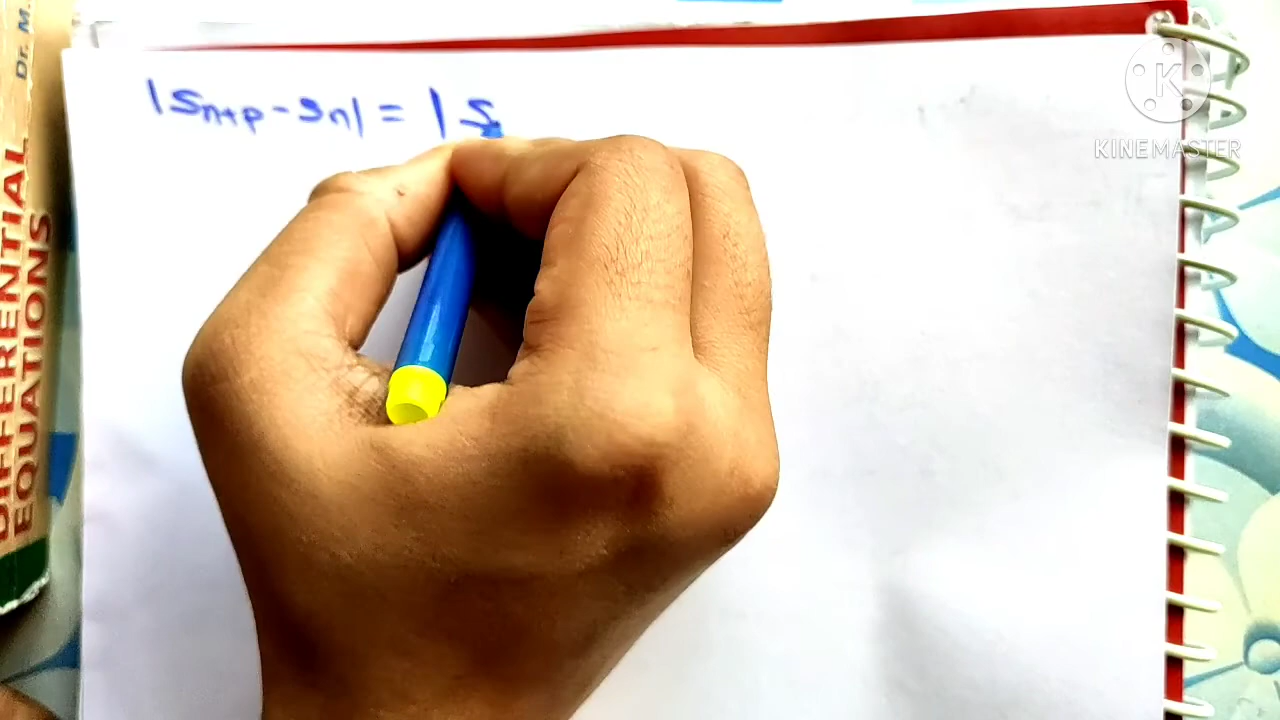 |Sn+p - Sn| = | S
K
KINEMASTER
Dr. M.
DIFFERENTIAL
EQUATIONS